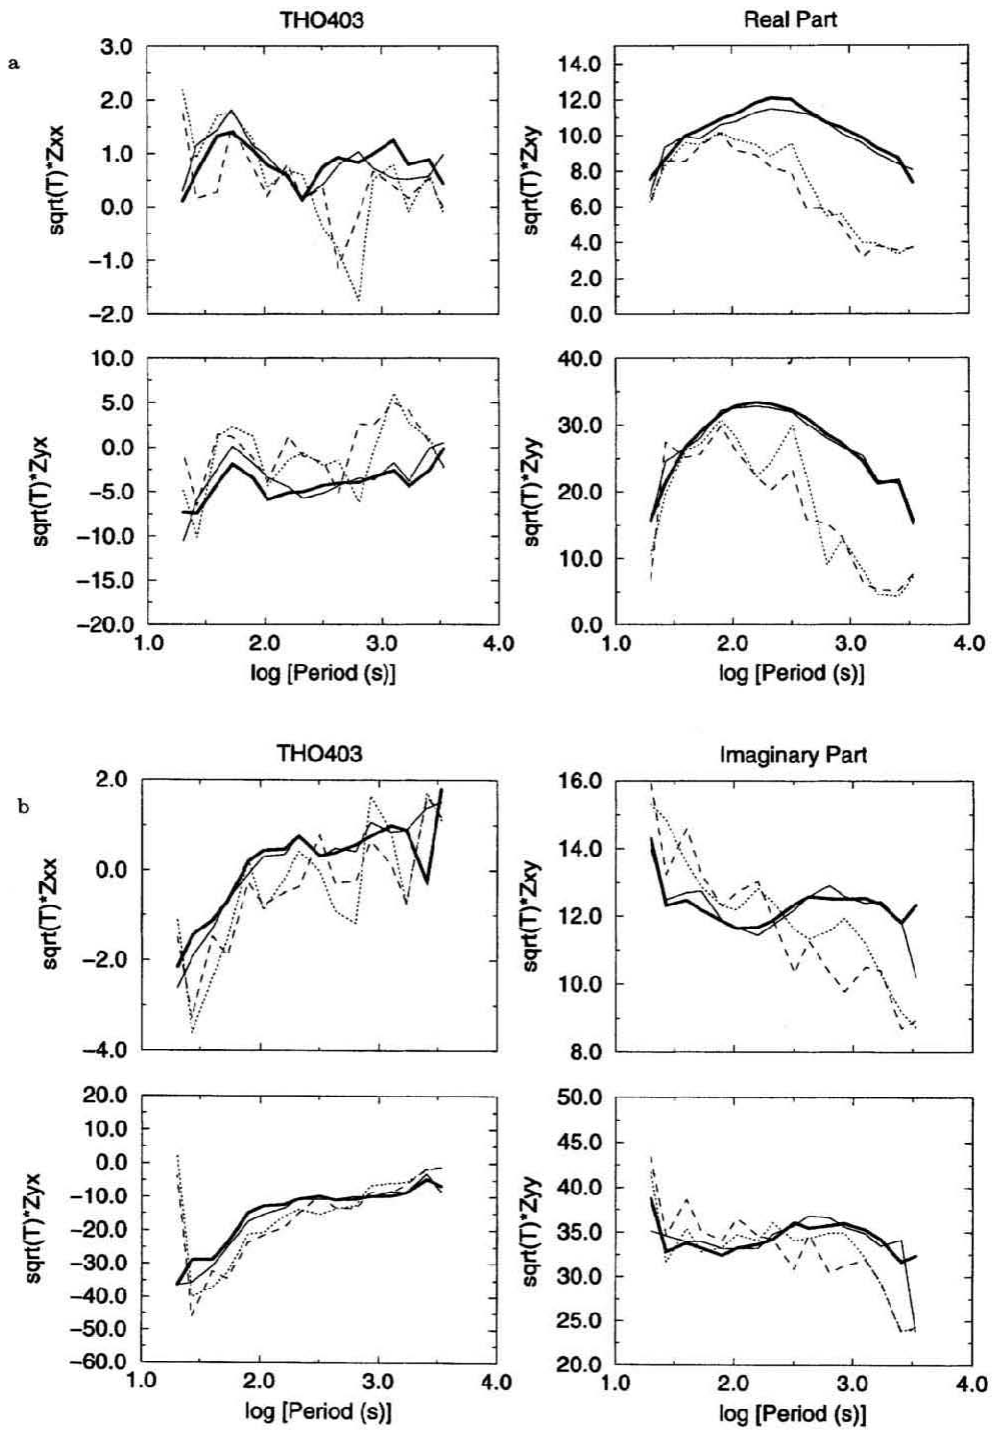 THO403
Real Part
a
3.0
2.0
1.0
0.0
−1.0
−2.0
sqrt(T)*Zxx
14.0
12.0
10.0
8.0
6.0
4.0
2.0
0.0
sqrt(T)*Zxy
10.0
5.0
0.0
−5.0
−10.0
−15.0
−20.0
sqrt(T)*Zyx
1.0 2.0 3.0 4.0
log [Period (s)]
40.0
30.0
20.0
10.0
0.0
sqrt(T)*Zyy
1.0 2.0 3.0 4.0
log [Period (s)]
THO403
Imaginary Part
b
2.0
0.0
−2.0
−4.0
sqrt(T)*Zxx
16.0
14.0
12.0
10.0
8.0
sqrt(T)*Zxy
20.0
10.0
0.0
−10.0
−20.0
−30.0
−40.0
−50.0
−60.0
sqrt(T)*Zyx
1.0 2.0 3.0 4.0
log [Period (s)]
50.0
45.0
40.0
35.0
30.0
25.0
20.0
sqrt(T)*Zyy
1.0 2.0 3.0 4.0
log [Period (s)]